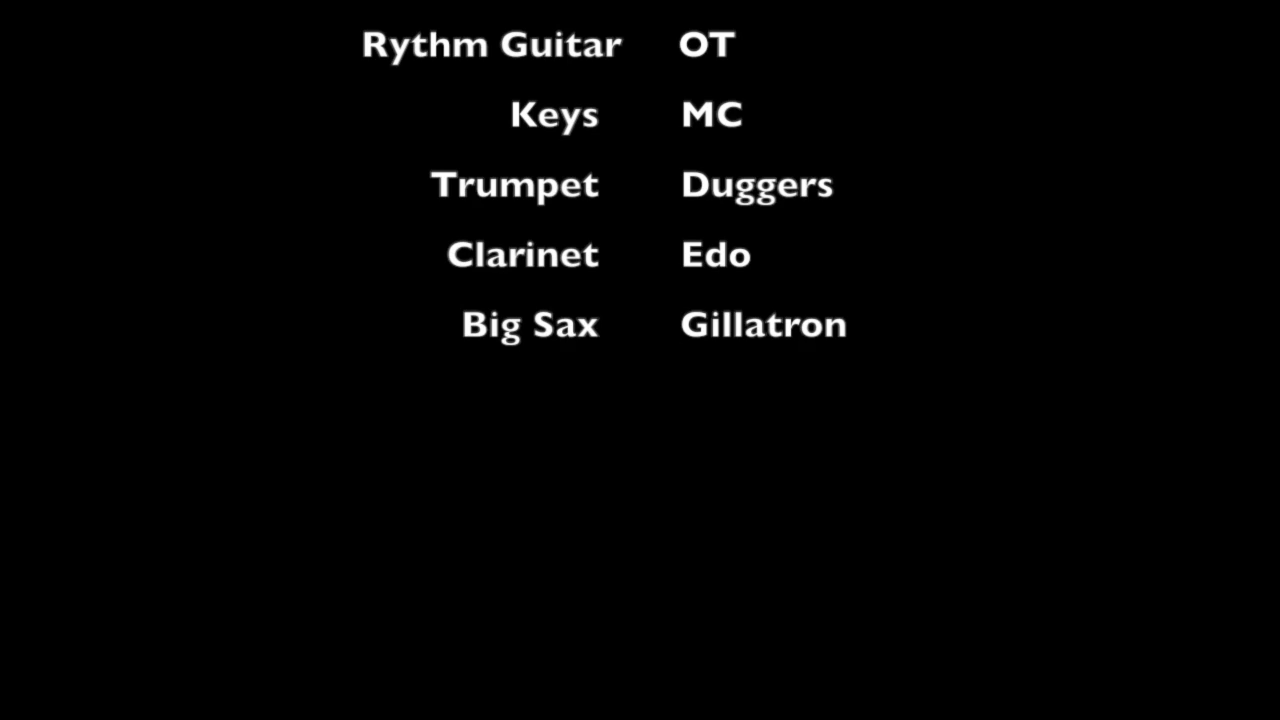 Rythm Guitar OT
Keys MC
Trumpet Duggers
Clarinet Edo
Big Sax Gillatron